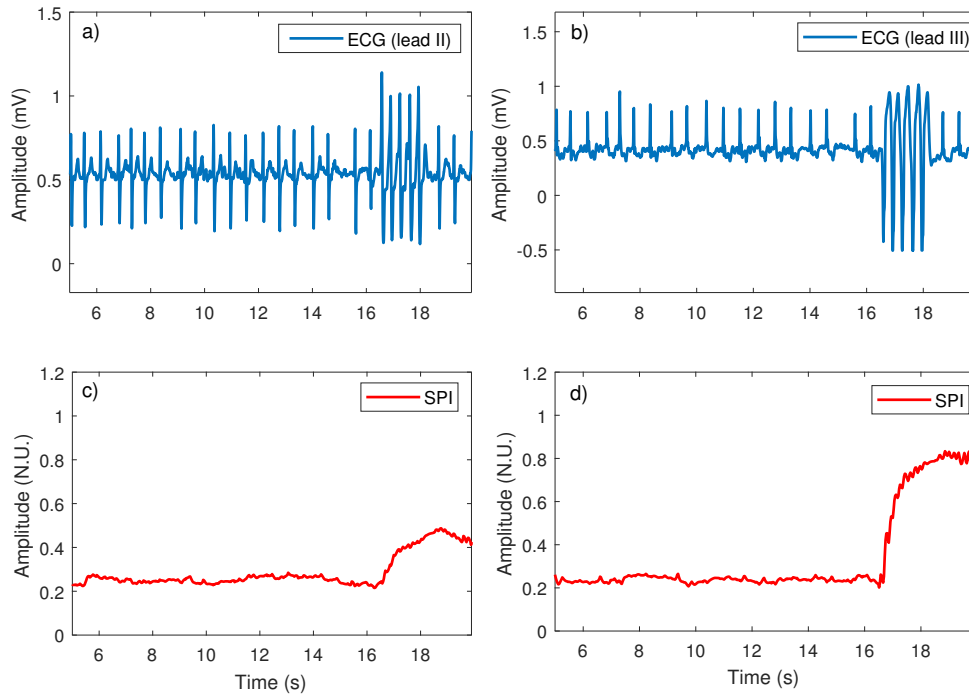 a)
ECG (lead II)
Amplitude (mV)
1.5
1
0.5
0
6 8 10 12 14 16 18
b)
ECG (lead III)
Amplitude (mV)
1.5
1
0.5
0
-0.5
6 8 10 12 14 16 18
c)
SPI
Amplitude (N.U.)
1.2
1
0.8
0.6
0.4
0.2
0
6 8 10 12 14 16 18
Time (s)
d)
SPI
Amplitude (N.U.)
1.2
1
0.8
0.6
0.4
0.2
0
6 8 10 12 14 16 18
Time (s)